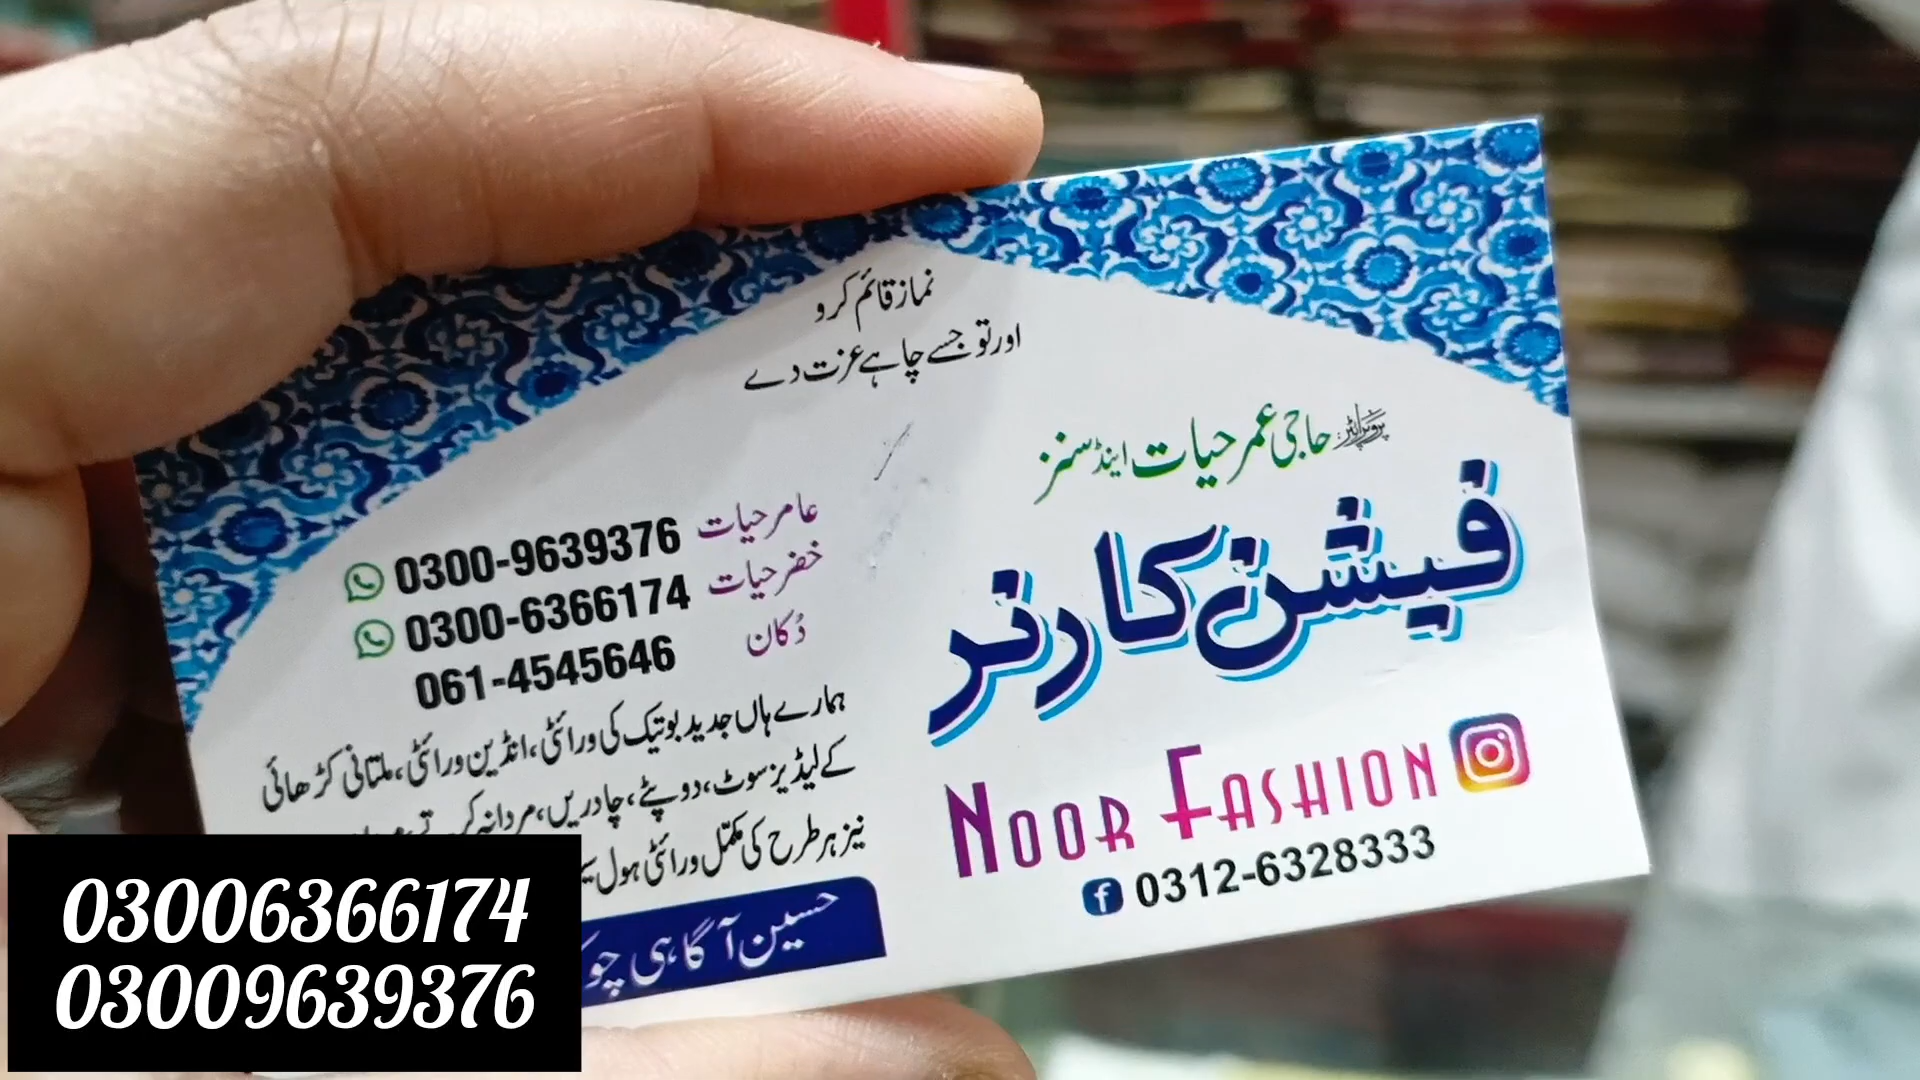 نماز قائم کرو
اور تو جسے چاہے عزت دے
پروپرائٹر: حاجی عمر حیات اینڈ سنز
فیشن کارنر
NOOR FASHION
0312-6328333
عامر حیات 0300-9639376
خضر حیات 0300-6366174
دُکان 061-4545646
ہمارے ہاں جدید بوتیک کی ورائٹی، انڈین ورائٹی، ملتانی کڑھائی
کے لیڈیز سوٹ، دوپٹے، چادریں، مردانہ
نیز ہر طرح کی مکمل ورائٹی ہول
حسین آگاہی
03006366174
03009639376